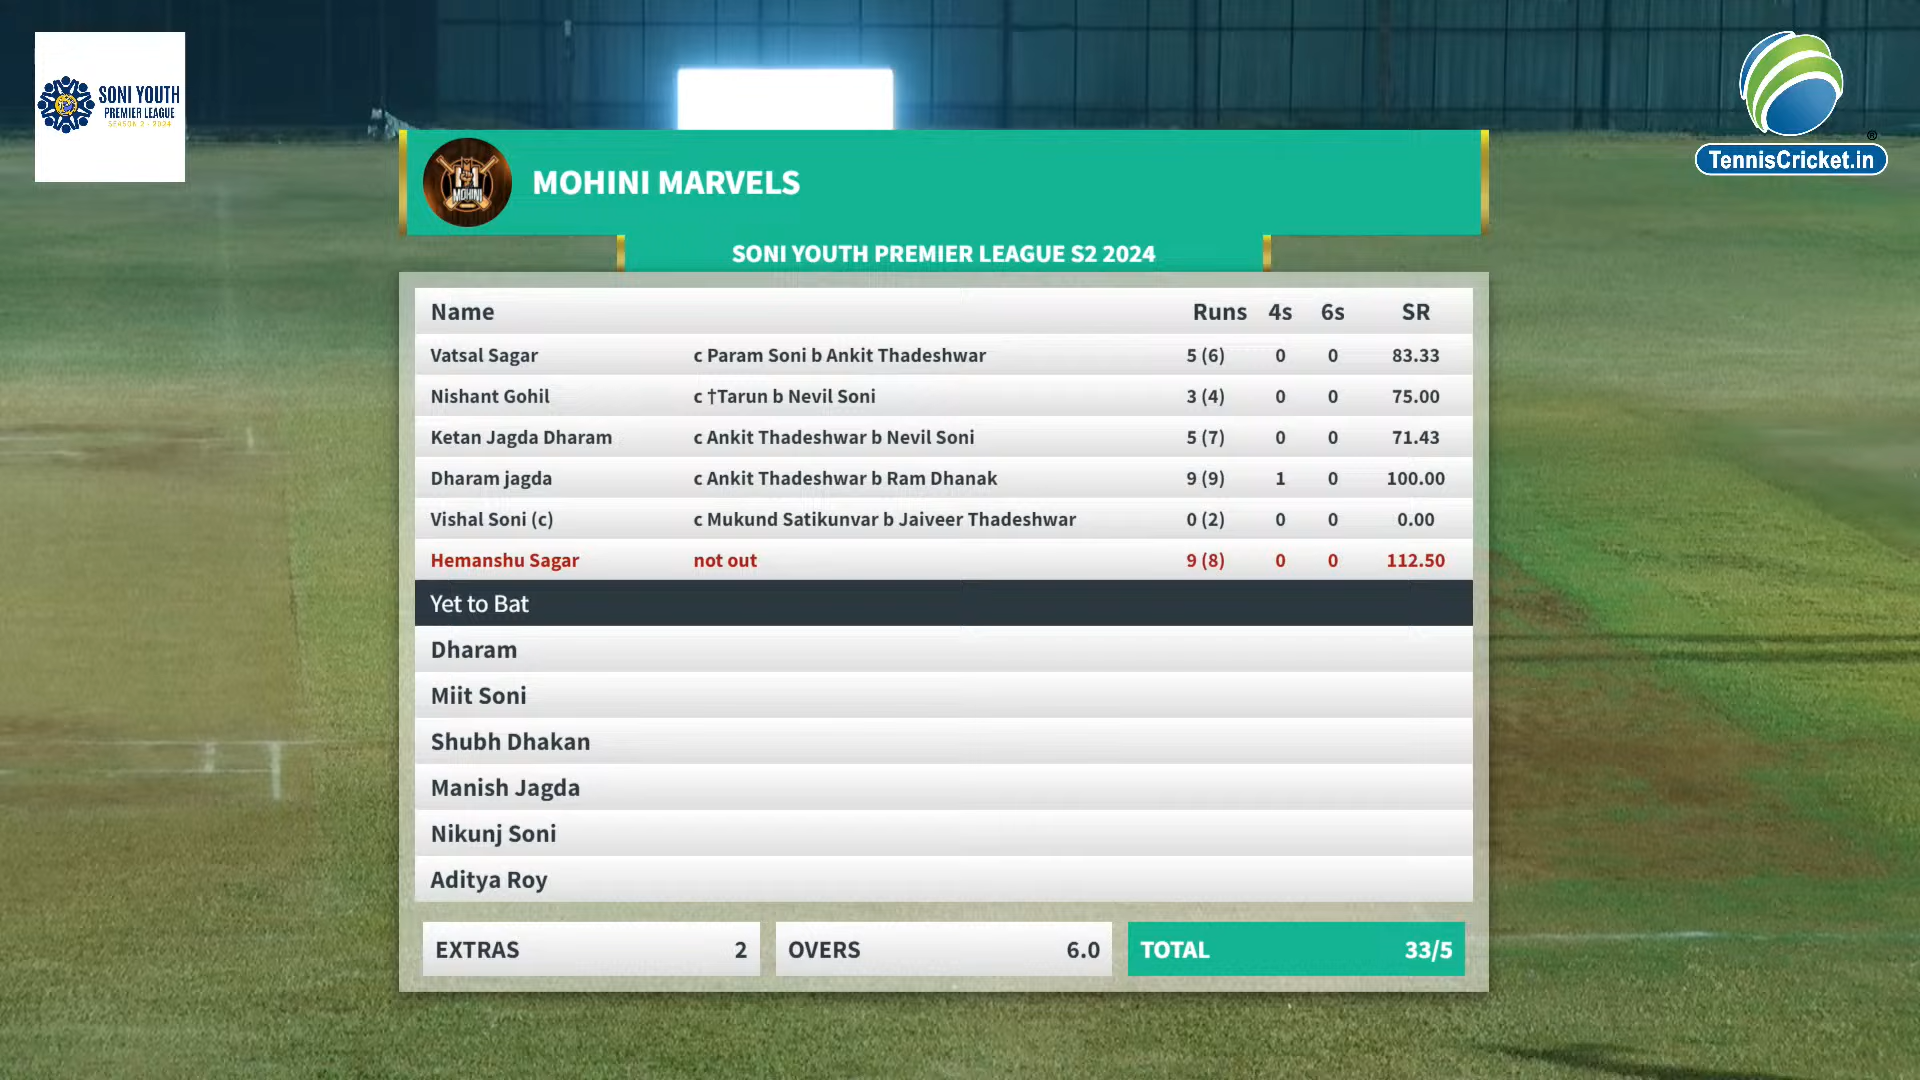 SONI YOUTH
PREMIER LEAGUE
SEASON 2 - 2024
TennisCricket.in
®
MOHINI
MOHINI MARVELS
SONI YOUTH PREMIER LEAGUE S2 2024
Name Runs 4s 6s SR
Vatsal Sagar c Param Soni b Ankit Thadeshwar 5 (6) 0 0 83.33
Nishant Gohil c †Tarun b Nevil Soni 3 (4) 0 0 75.00
Ketan Jagda Dharam c Ankit Thadeshwar b Nevil Soni 5 (7) 0 0 71.43
Dharam jagda c Ankit Thadeshwar b Ram Dhanak 9 (9) 1 0 100.00
Vishal Soni (c) c Mukund Satikunvar b Jaiveer Thadeshwar 0 (2) 0 0 0.00
Hemanshu Sagar not out 9 (8) 0 0 112.50
Yet to Bat
Dharam
Miit Soni
Shubh Dhakan
Manish Jagda
Nikunj Soni
Aditya Roy
EXTRAS 2 OVERS 6.0 TOTAL 33/5